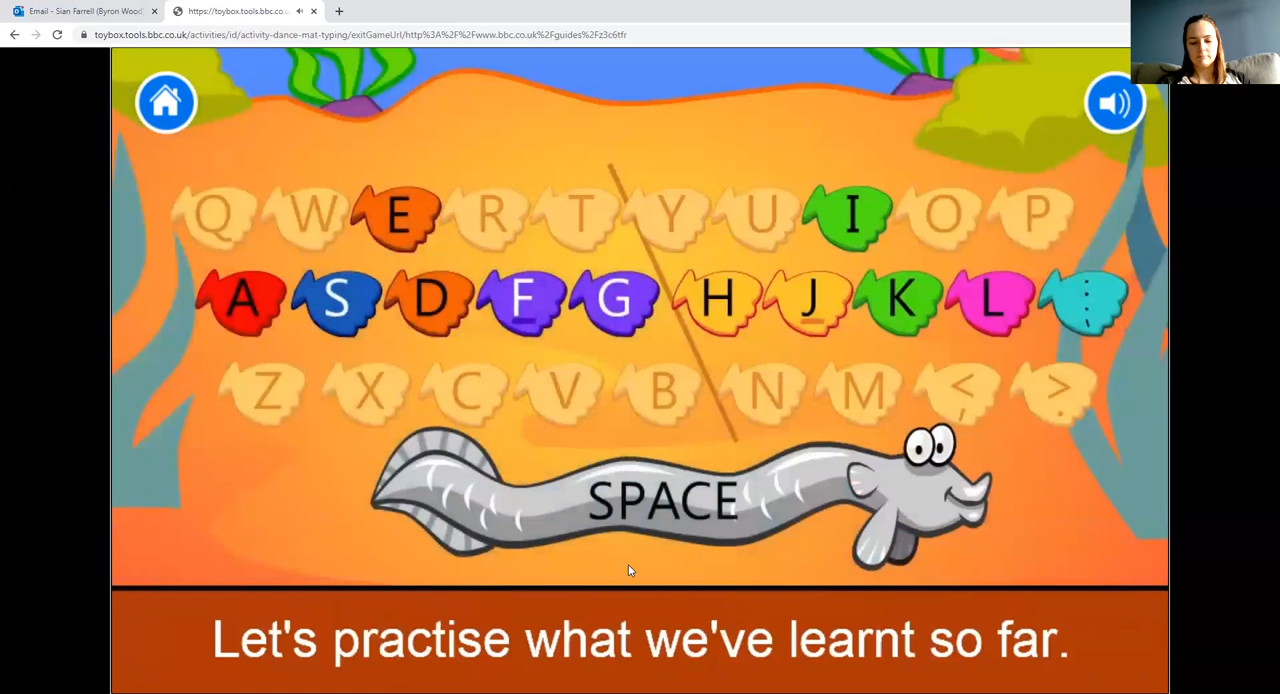 Email - Sian Farrell (Byron Wood)
https://toybox.tools.bbc.co.u
toybox.tools.bbc.co.uk/activities/id/activity-dance-mat-typing/exitGameUrl/http%3A%2F%2Fwww.bbc.co.uk%2Fguides%2Fz3c6tfr
Q W E R T Y U I O P
A S D F G H J K L ; :
Z X C V B N M < , > .
SPACE
Let's practise what we've learnt so far.